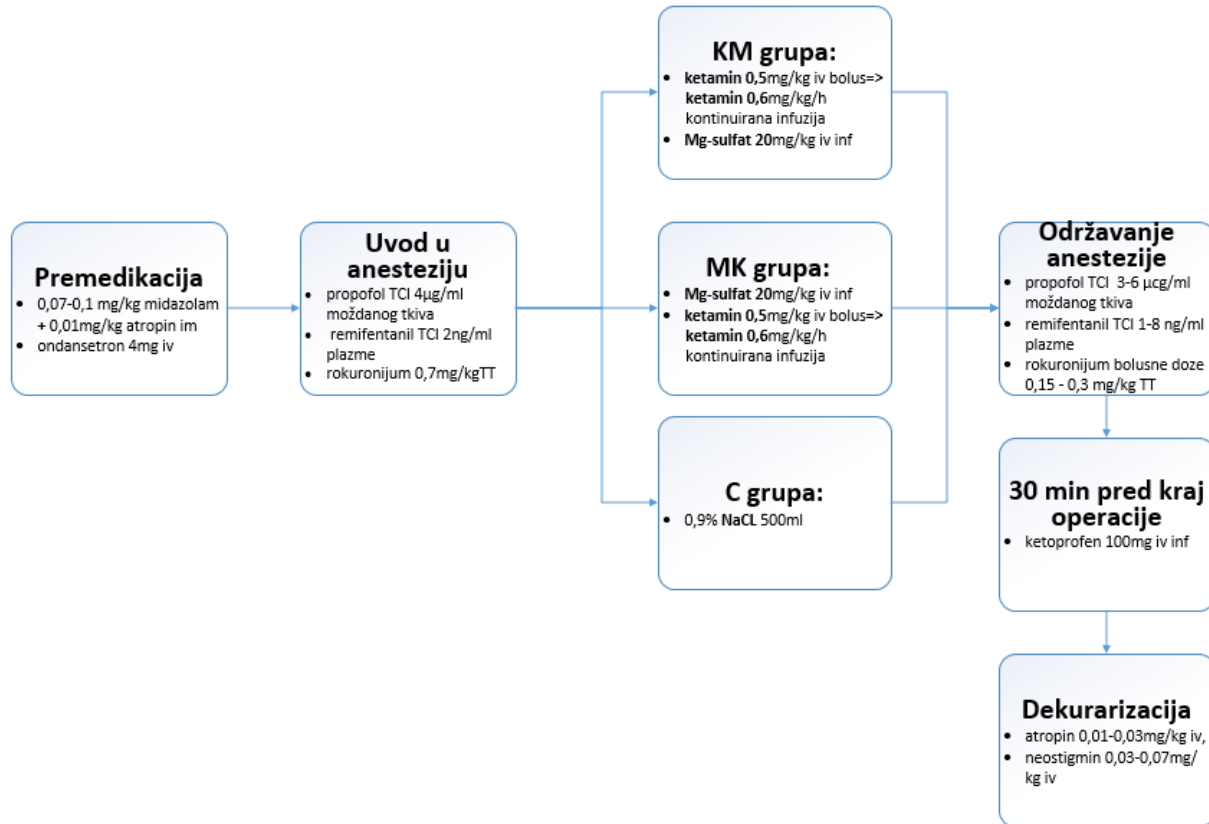 Premedikacija
• 0,07-0,1 mg/kg midazolam
+ 0,01mg/kg atropin im
• ondansetron 4mg iv
Uvod u
anesteziju
• propofol TCI 4µg/ml
moždanog tkiva
• remifentanil TCI 2ng/ml
plazme
• rokuronijum 0,7mg/kgTT
KM grupa:
• ketamin 0,5mg/kg iv bolus=>
ketamin 0,6mg/kg/h
kontinuirana infuzija
• Mg-sulfat 20mg/kg iv inf
MK grupa:
• Mg-sulfat 20mg/kg iv inf
• ketamin 0,5mg/kg iv bolus=>
ketamin 0,6mg/kg/h
kontinuirana infuzija
C grupa:
• 0,9% NaCL 500ml
Održavanje
anestezije
• propofol TCI 3-6 µcg/ml
moždanog tkiva
• remifentanil TCI 1-8 ng/ml
plazme
• rokuronijum bolusne doze
0,15 - 0,3 mg/kg TT
30 min pred kraj
operacije
• ketoprofen 100mg iv inf
Dekurarizacija
• atropin 0,01-0,03mg/kg iv,
• neostigmin 0,03-0,07mg/
kg iv